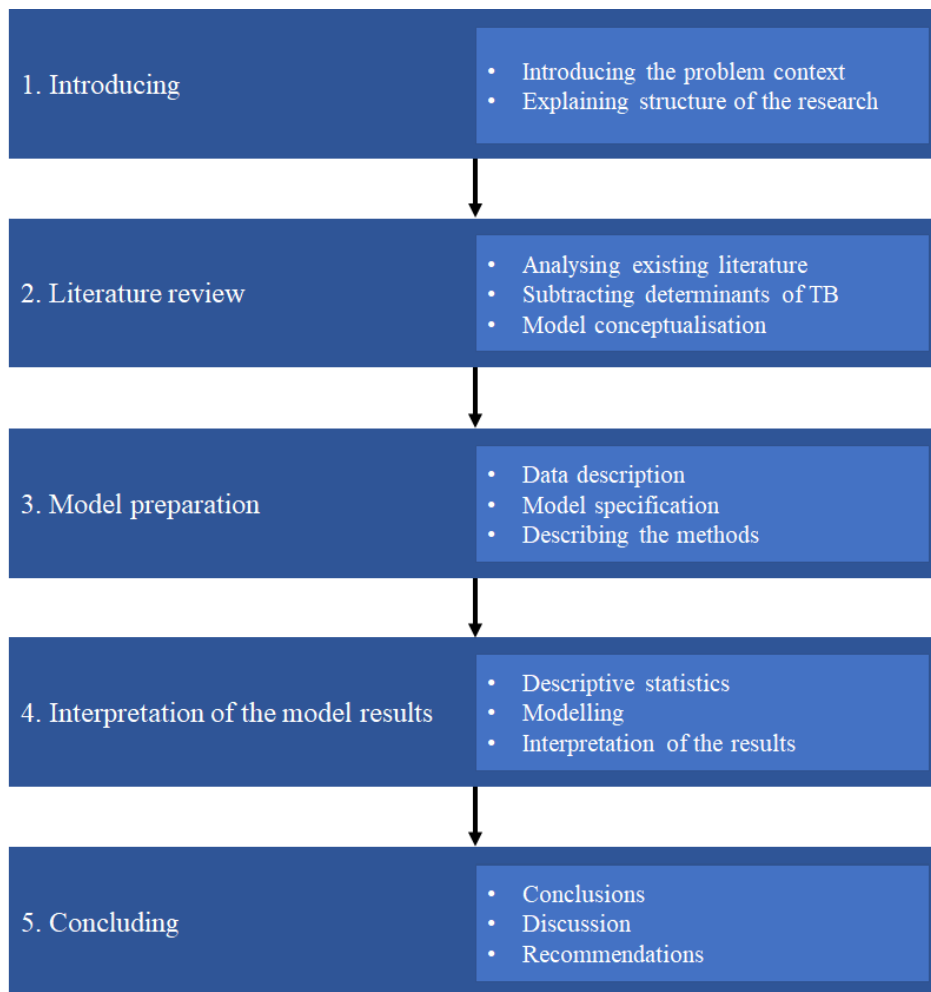 1. Introducing
• Introducing the problem context
• Explaining structure of the research
2. Literature review
• Analysing existing literature
• Subtracting determinants of TB
• Model conceptualisation
3. Model preparation
• Data description
• Model specification
• Describing the methods
4. Interpretation of the model results
• Descriptive statistics
• Modelling
• Interpretation of the results
5. Concluding
• Conclusions
• Discussion
• Recommendations